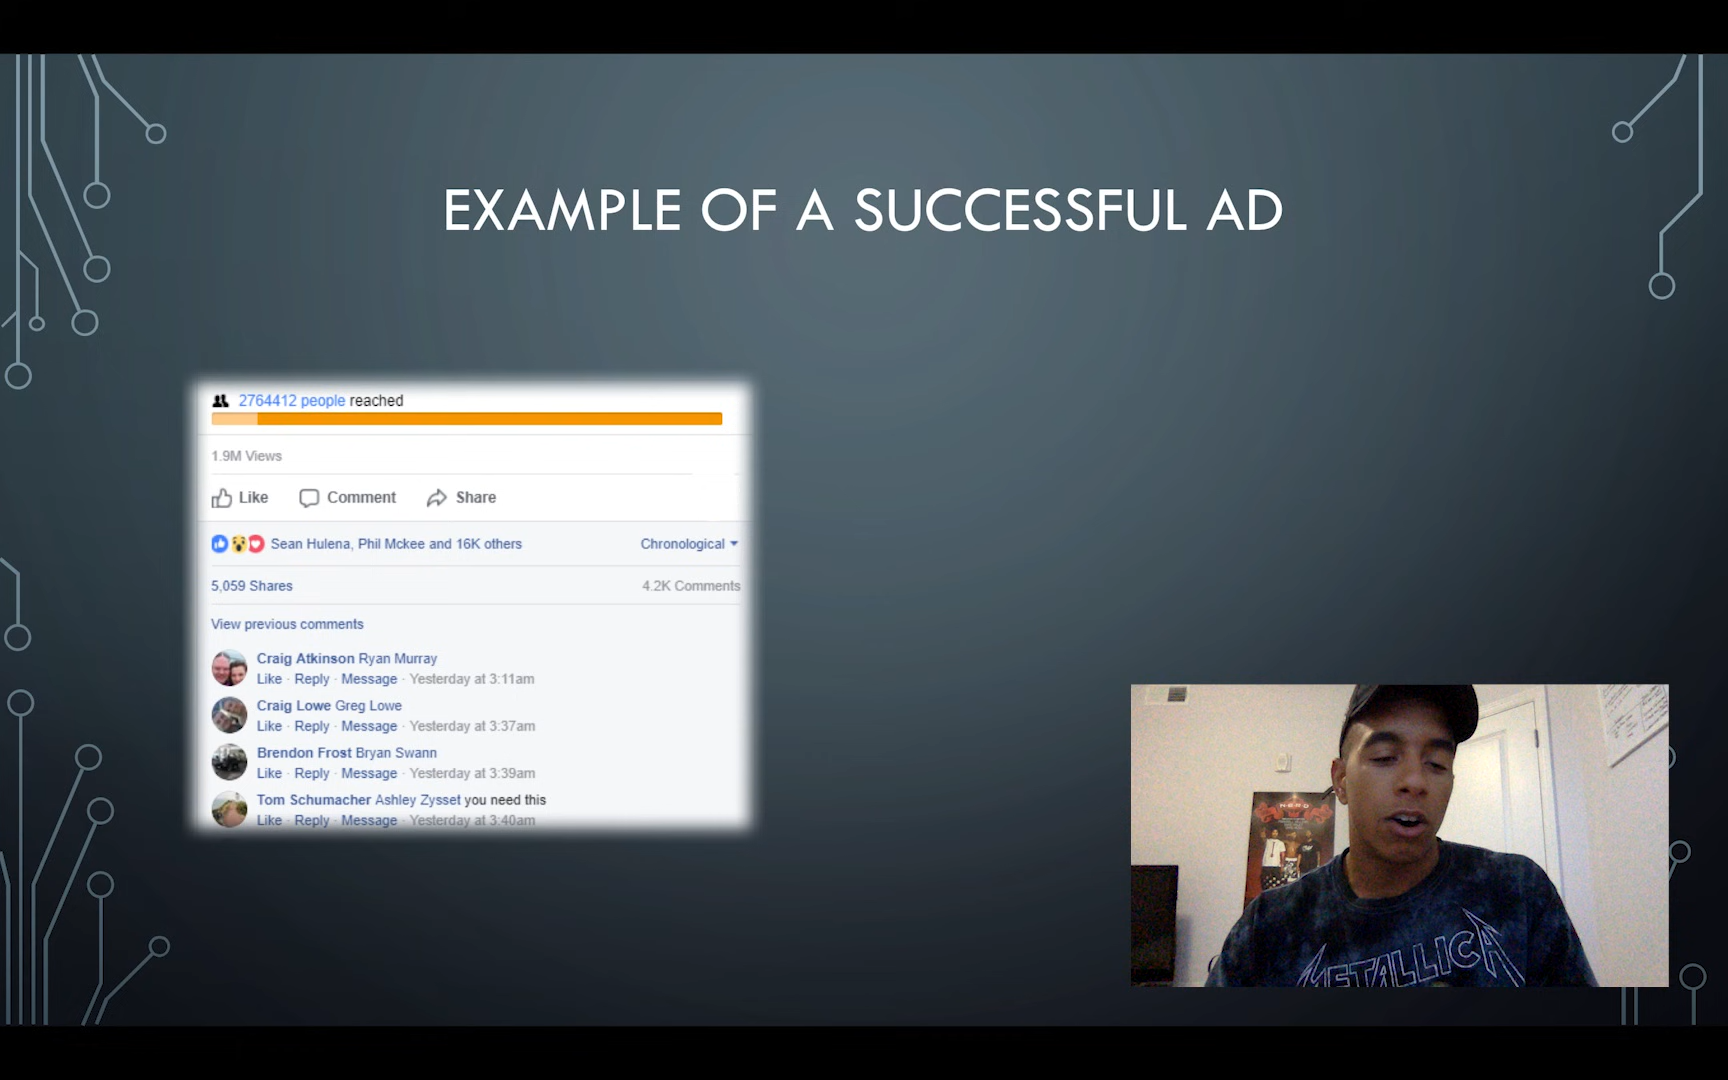 EXAMPLE OF A SUCCESSFUL AD
2764412 people reached
1.9M Views
Like Comment Share
Sean Hulena, Phil Mckee and 16K others Chronological
5,059 Shares 4.2K Comments
View previous comments
Craig Atkinson Ryan Murray
Like · Reply · Message · Yesterday at 3:11am
Craig Lowe Greg Lowe
Like · Reply · Message · Yesterday at 3:37am
Brendon Frost Bryan Swann
Like · Reply · Message · Yesterday at 3:39am
Tom Schumacher Ashley Zysset you need this
Like · Reply · Message · Yesterday at 3:40am
METALLICA